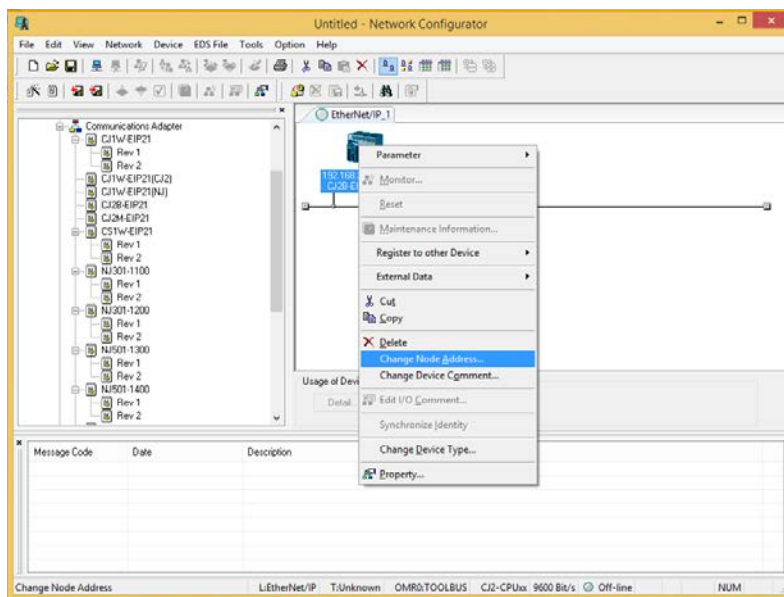 Untitled - Network Configurator
File Edit View Network Device EDS File Tools Option Help
EtherNet/IP_1
Communications Adapter
CJ1W-EIP21
Rev 1
Rev 2
CJ1W-EIP21(CJ2)
CJ1W-EIP21(NJ)
CJ2B-EIP21
CJ2M-EIP21
CS1W-EIP21
Rev 1
Rev 2
NJ301-1100
Rev 1
Rev 2
NJ301-1200
Rev 1
Rev 2
NJ501-1300
Rev 1
Rev 2
NJ501-1400
Rev 1
Rev 2
192.168.
CJ2B-EI
Parameter
Monitor...
Reset
Maintenance Information...
Register to other Device
External Data
Cut
Copy
Delete
Change Node Address...
Change Device Comment...
Edit I/O Comment...
Synchronize Identity
Change Device Type...
Property...
Usage of Devi
Detail..
Message Code Date Description
Change Node Address L:EtherNet/IP T:Unknown OMR0:TOOLBUS CJ2-CPUxx 9600 Bit/s Off-line NUM